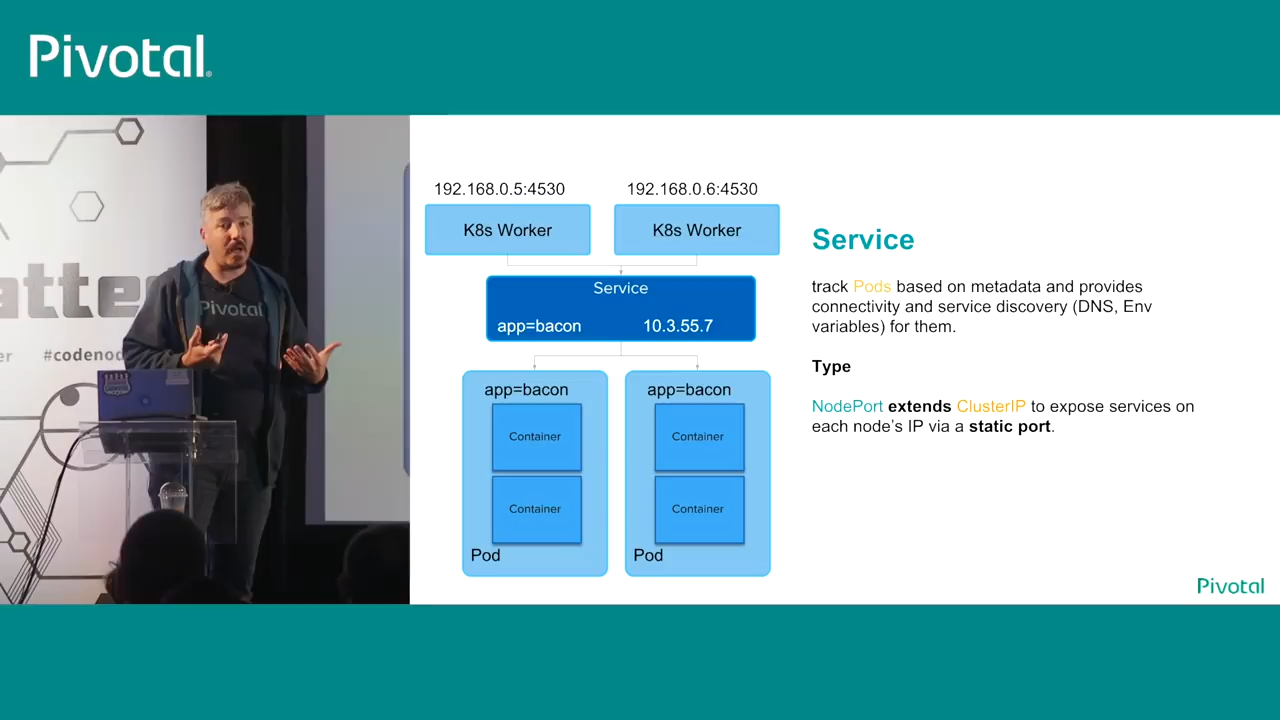 Pivotal
atte
er #codenod
Pivotal
192.168.0.5:4530 192.168.0.6:4530
K8s Worker K8s Worker
Service
app=bacon 10.3.55.7
app=bacon app=bacon
Container Container
Container Container
Pod Pod
Service
track Pods based on metadata and provides
connectivity and service discovery (DNS, Env
variables) for them.
Type
NodePort extends ClusterIP to expose services on
each node's IP via a static port.
Pivotal